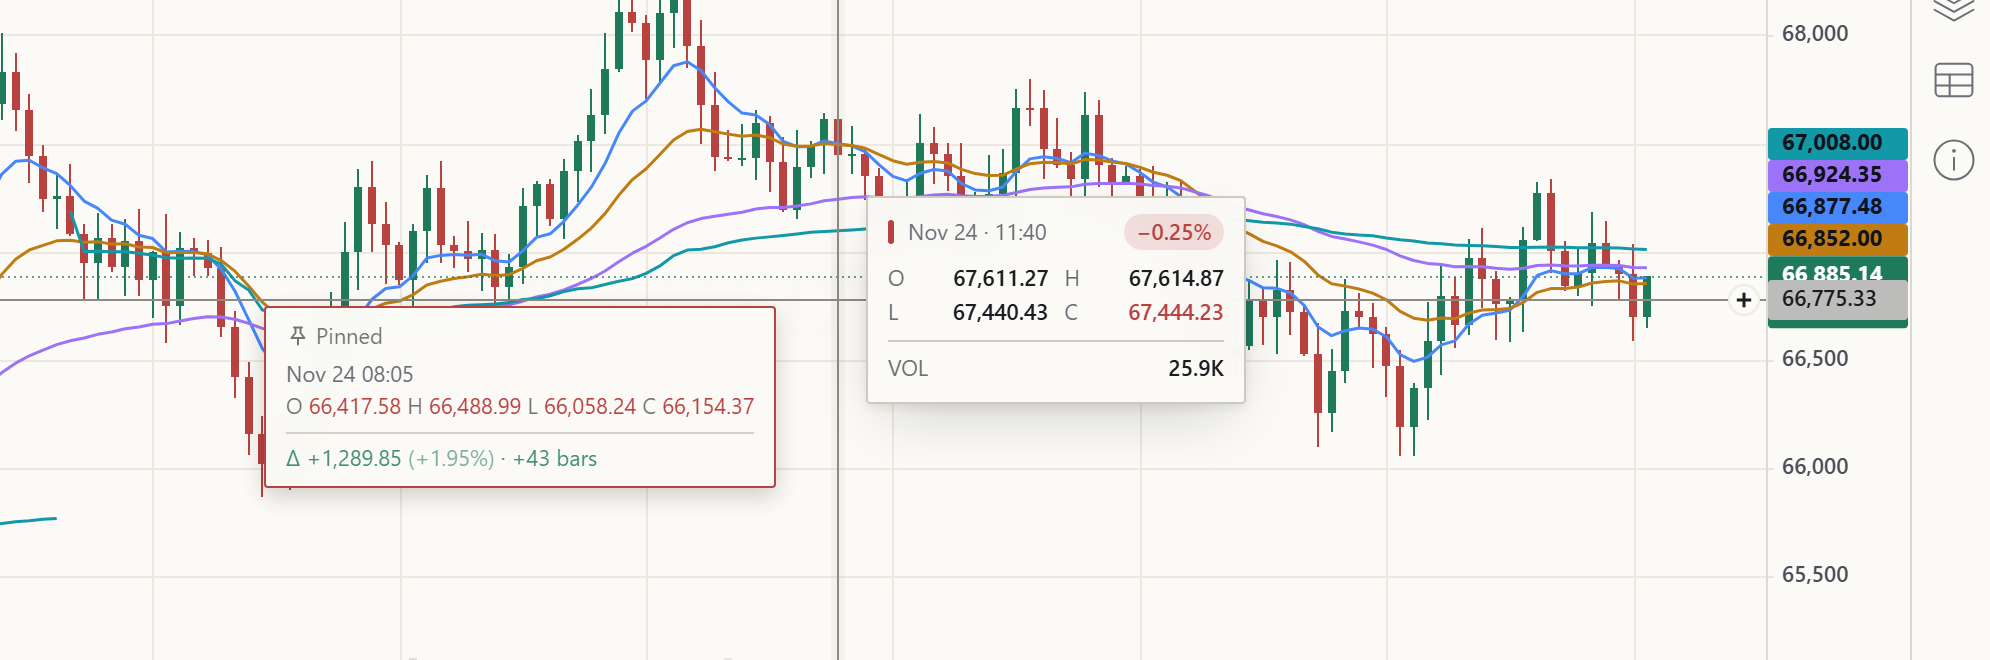 68,000
67,008.00
66,924.35
66,877.48
66,852.00
66,885.14
66,775.33
66,500
66,000
65,500
Nov 24 · 11:40 −0.25%
O 67,611.27 H 67,614.87
L 67,440.43 C 67,444.23
VOL 25.9K
Pinned
Nov 24 08:05
O 66,417.58 H 66,488.99 L 66,058.24 C 66,154.37
Δ +1,289.85 (+1.95%) · +43 bars